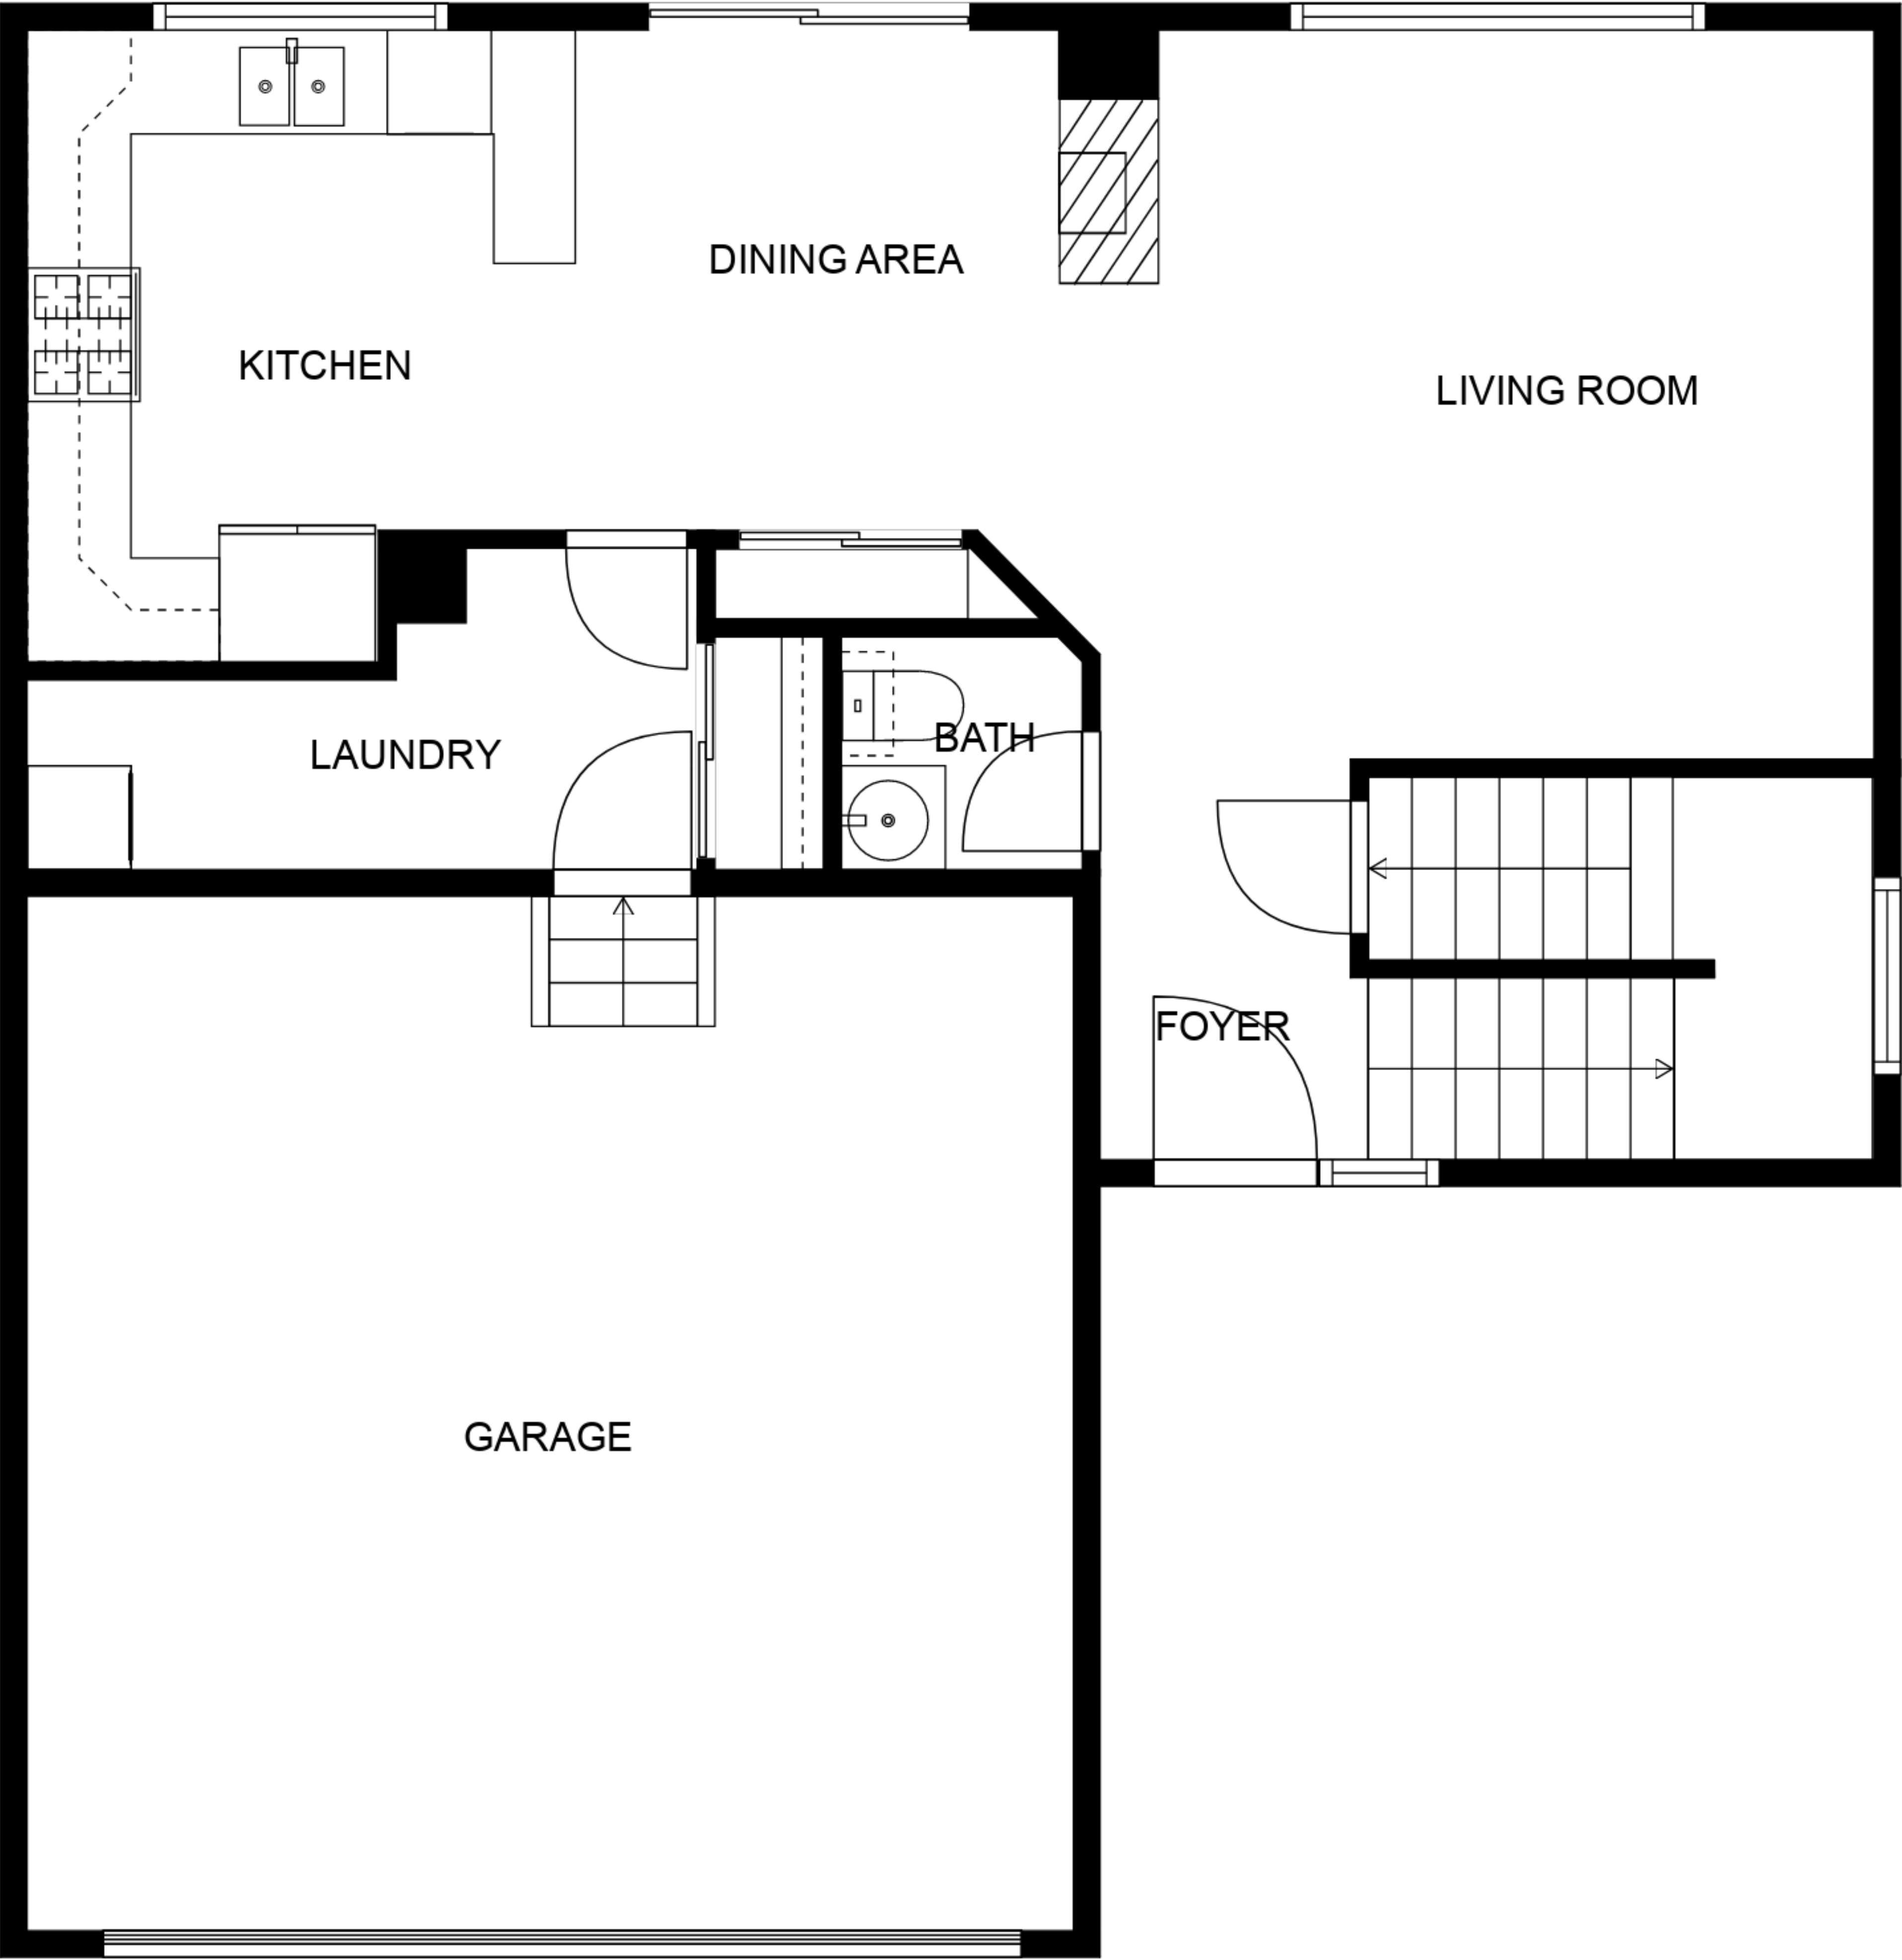 DINING AREA
KITCHEN
LIVING ROOM
BATH
LAUNDRY
FOYER
GARAGE